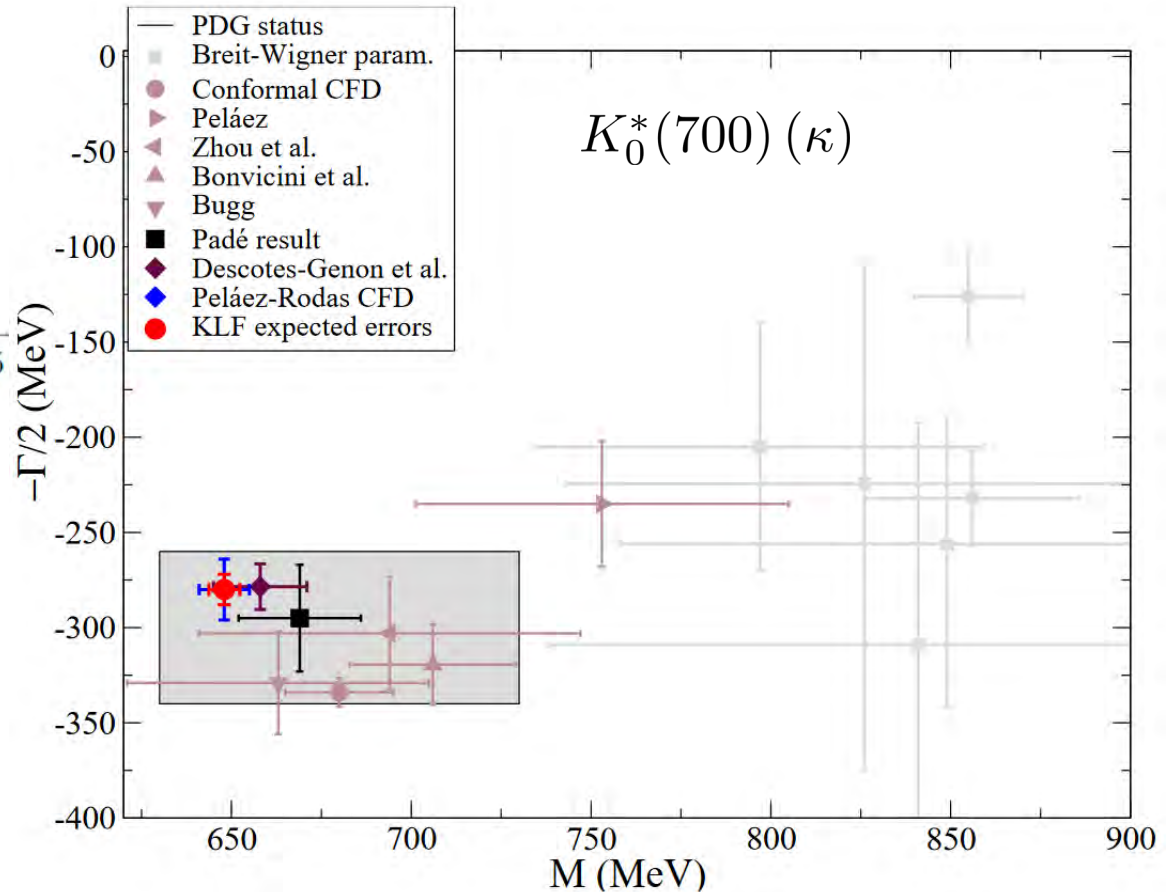 PDG status
Breit-Wigner param.
Conformal CFD
Peláez
Zhou et al.
Bonvicini et al.
Bugg
Padé result
Descotes-Genon et al.
Peláez-Rodas CFD
KLF expected errors
K₀*(700) (κ)
0
-50
-100
-150
-200
-250
-300
-350
-400
−Γ/2 (MeV)
650 700 750 800 850 900
M (MeV)